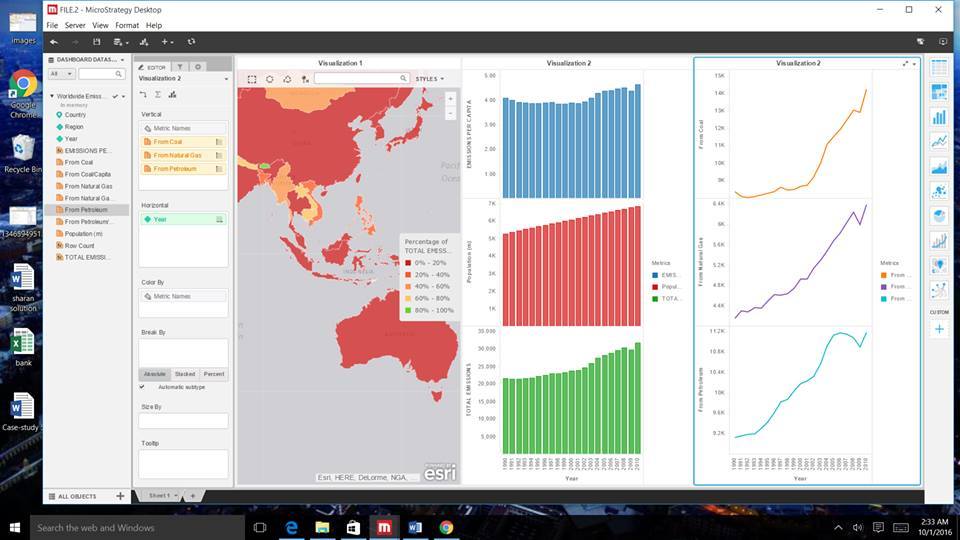 FILE.2 - MicroStrategy Desktop
File Server View Format Help
images
Google Chrome
Recycle Bin
sharan solution
bank
Case-study
DASHBOARD DATAS...
All
Worldwide Emiss...
In memory
Country
Region
Year
EMISSIONS PE...
From Coal
From Coal/Capita
From Natural Gas
From Natural Ga...
From Petroleum
From Petroleum/...
Population (m)
Row Count
TOTAL EMISSI...
ALL OBJECTS
EDITOR
Visualization 2
Vertical
Metric Names
From Coal
From Natural Gas
From Petroleum
Horizontal
Year
Color By
Metric Names
Break By
Absolute Stacked Percent
Automatic subtype
Size By
Tooltip
Sheet 1
Visualization 1
STYLES
Pacif
Ocea
INDONESIA
Percentage of
TOTAL EMISS...
0% - 20%
20% - 40%
40% - 60%
60% - 80%
80% - 100%
Esri, HERE, DeLorme, NGA, ...
POWERED BY
esri
Visualization 2
EMISSIONS PER CAPITA
5.00
4.00
3.00
2.00
1.00
Population (m)
7K
6K
5K
4K
3K
2K
1K
TOTAL EMISSIONS
35,000
30,000
25,000
20,000
15,000
10,000
5,000
1990 1991 1992 1993 1994 1995 1996 1997 1998 1999 2000 2001 2002 2003 2004 2005 2006 2007 2008 2009 2010
Year
Metrics
EMIS...
Popul...
TOTA...
Visualization 2
From Coal
15K
14K
13K
12K
11K
10K
9K
From Natural Gas
6.4K
6K
5.6K
5.2K
4.8K
4.4K
From Petroleum
11.2K
10.8K
10.4K
10K
9.6K
9.2K
1990 1991 1992 1993 1994 1995 1996 1997 1998 1999 2000 2001 2002 2003 2004 2005 2006 2007 2008 2009 2010
Year
Metrics
From ...
From ...
From ...
CUSTOM
Search the web and Windows
2:33 AM
10/1/2016